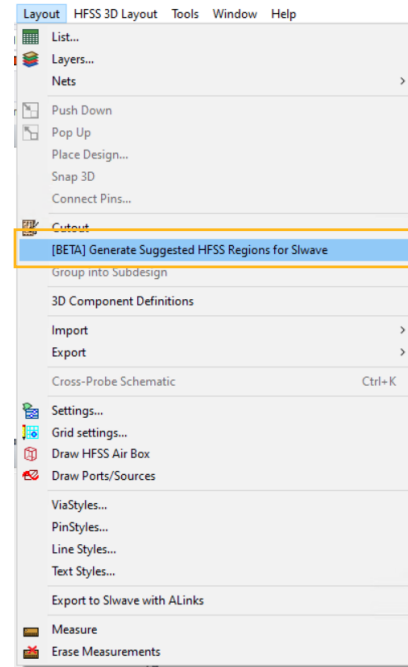 Layout HFSS 3D Layout Tools Window Help
List...
Layers...
Nets >
Push Down
Pop Up
Place Design...
Snap 3D
Connect Pins...
Cutout
[BETA] Generate Suggested HFSS Regions for SIwave
Group into Subdesign
3D Component Definitions
Import >
Export >
Cross-Probe Schematic Ctrl+K
Settings...
Grid settings...
Draw HFSS Air Box
Draw Ports/Sources
ViaStyles...
PinStyles...
Line Styles...
Text Styles...
Export to SIwave with ALinks
Measure
Erase Measurements